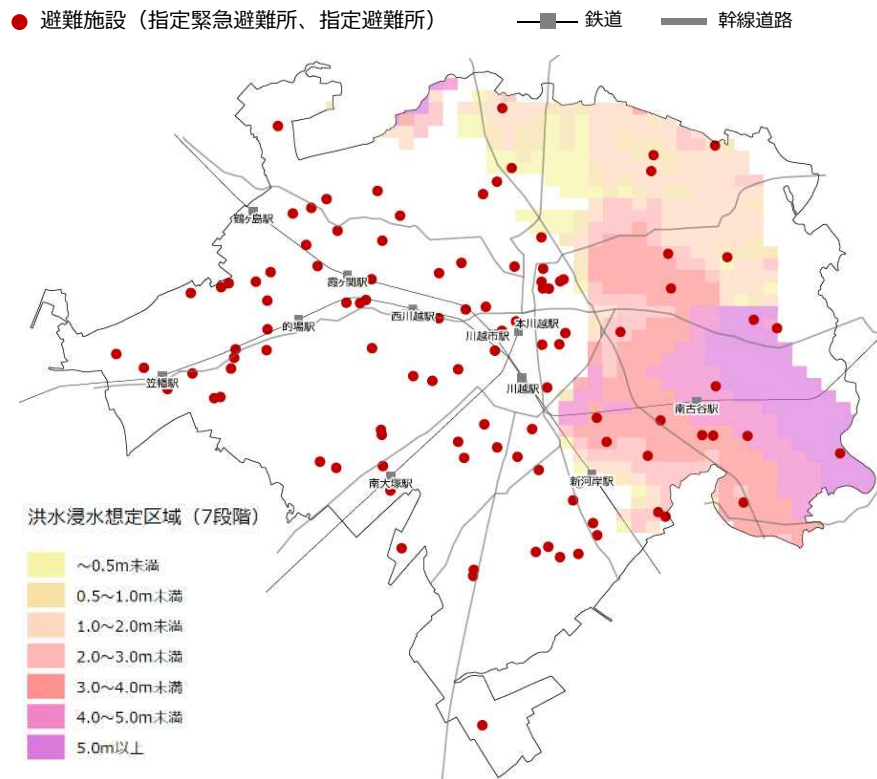 避難施設（指定緊急避難所、指定避難所）
鉄道
幹線道路
鶴ヶ島駅
霞ヶ関駅
的場駅
西川越駅
本川越駅
川越市駅
笠幡駅
川越駅
南古谷駅
南大塚駅
新河岸駅
洪水浸水想定区域（7段階）
～0.5m未満
0.5～1.0m未満
1.0～2.0m未満
2.0～3.0m未満
3.0～4.0m未満
4.0～5.0m未満
5.0m以上